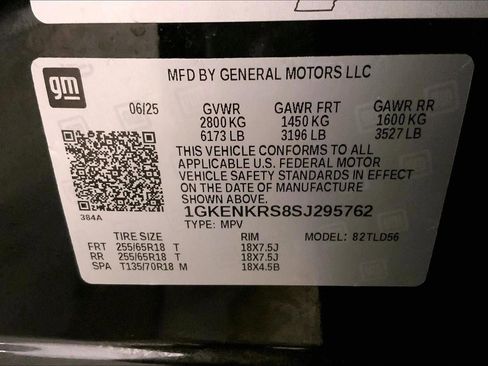 gm
MFD BY GENERAL MOTORS LLC
06/25 GVWR GAWR FRT GAWR RR
2800 KG 1450 KG 1600 KG
6173 LB 3196 LB 3527 LB
THIS VEHICLE CONFORMS TO ALL
APPLICABLE U.S. FEDERAL MOTOR
VEHICLE SAFETY STANDARDS IN EFFECT
ON THE DATE OF MANUFACTURE
SHOWN ABOVE.
1GKENKRS8SJ295762
384A
TYPE: MPV
TIRE SIZE RIM MODEL: 82TLD56
FRT 255/65R18 T 18X7.5J
RR 255/65R18 T 18X7.5J
SPA T135/70R18 M 18X4.5B